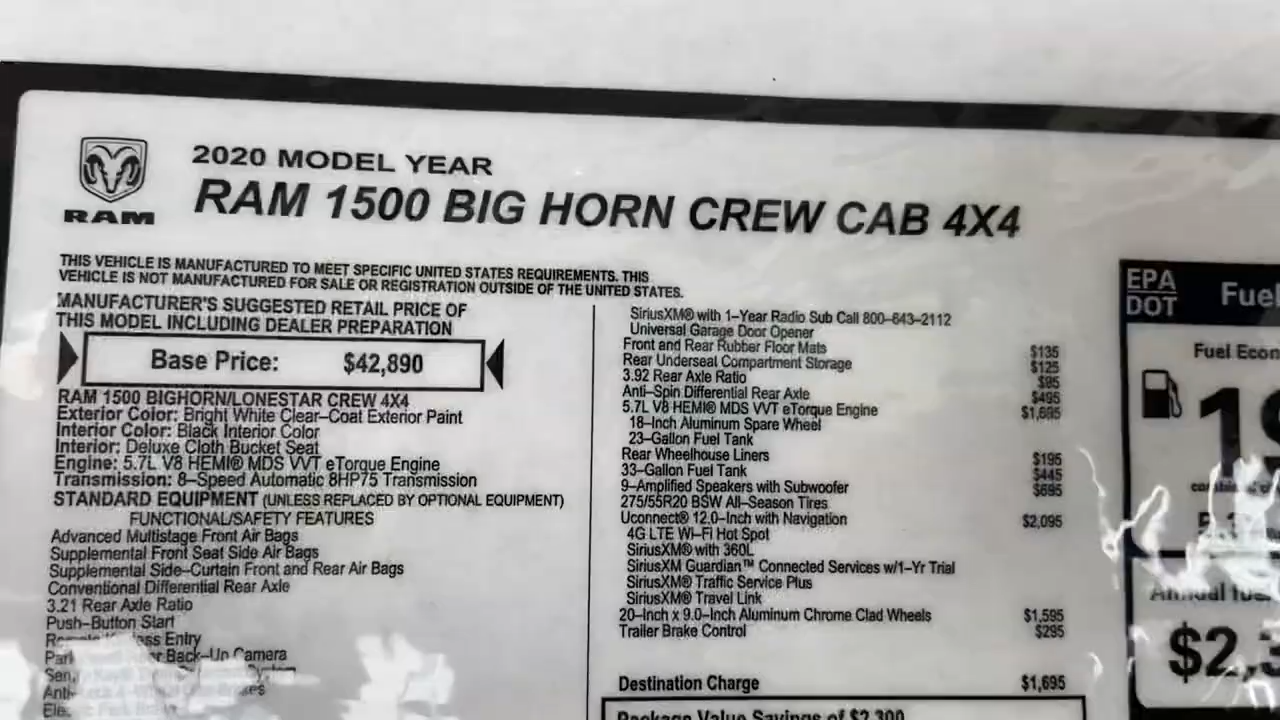 2020 MODEL YEAR
RAM
RAM 1500 BIG HORN CREW CAB 4X4
THIS VEHICLE IS MANUFACTURED TO MEET SPECIFIC UNITED STATES REQUIREMENTS. THIS
VEHICLE IS NOT MANUFACTURED FOR SALE OR REGISTRATION OUTSIDE OF THE UNITED STATES.
MANUFACTURER'S SUGGESTED RETAIL PRICE OF
THIS MODEL INCLUDING DEALER PREPARATION
Base Price: $42,890
RAM 1500 BIGHORN/LONESTAR CREW 4X4
Exterior Color: Bright White Clear–Coat Exterior Paint
Interior Color: Black Interior Color
Interior: Deluxe Cloth Bucket Seat
Engine: 5.7L V8 HEMI® MDS VVT eTorque Engine
Transmission: 8–Speed Automatic 8HP75 Transmission
STANDARD EQUIPMENT (UNLESS REPLACED BY OPTIONAL EQUIPMENT)
FUNCTIONAL/SAFETY FEATURES
Advanced Multistage Front Air Bags
Supplemental Front Seat Side Air Bags
Supplemental Side–Curtain Front and Rear Air Bags
Conventional Differential Rear Axle
3.21 Rear Axle Ratio
Push–Button Start
Entry
Back–Up Camera
SiriusXM® with 1–Year Radio Sub Call 800–643–2112
Universal Garage Door Opener
Front and Rear Rubber Floor Mats $135
Rear Underseal Compartment Storage $125
3.92 Rear Axle Ratio $95
Anti–Spin Differential Rear Axle $495
5.7L V8 HEMI® MDS VVT eTorque Engine $1,695
18–Inch Aluminum Spare Wheel
23–Gallon Fuel Tank
Rear Wheelhouse Liners $195
33–Gallon Fuel Tank $445
9–Amplified Speakers with Subwoofer $695
275/55R20 BSW All–Season Tires
Uconnect® 12.0–Inch with Navigation $2,095
4G LTE Wi–Fi Hot Spot
SiriusXM® with 360L
SiriusXM Guardian™ Connected Services w/1–Yr Trial
SiriusXM® Traffic Service Plus
SiriusXM® Travel Link
20–Inch x 9.0–Inch Aluminum Chrome Clad Wheels $1,595
Trailer Brake Control $295
Destination Charge $1,695
Package Value Savings of $2,300
EPA
DOT
Fuel
Fuel Econ
19
Annual fuel
$2,3